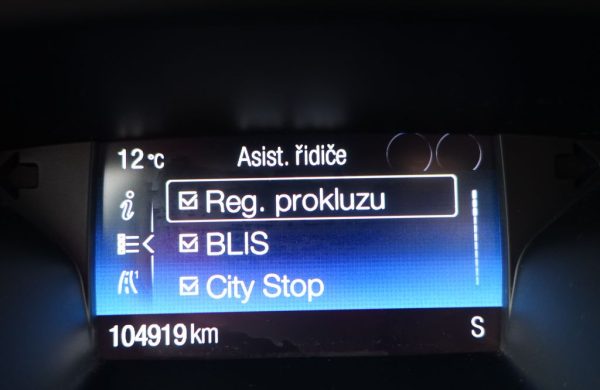 12°C Asist. řidiče
Reg. prokluzu
BLIS
City Stop
104919 km S